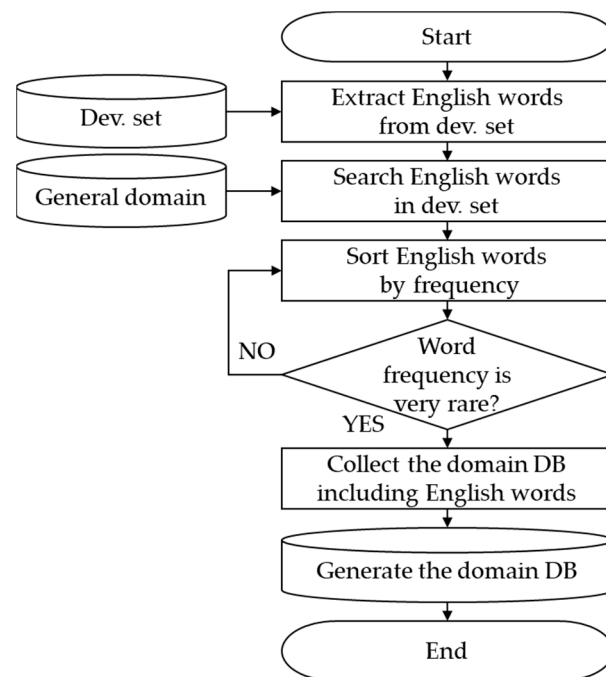 Start
Dev. set
Extract English words
from dev. set
General domain
Search English words
in dev. set
Sort English words
by frequency
NO
Word
frequency is
very rare?
YES
Collect the domain DB
including English words
Generate the domain DB
End